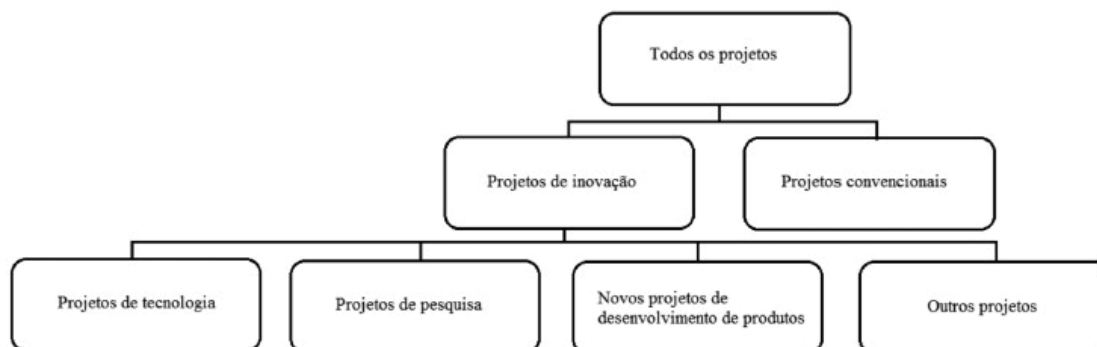 Todos os projetos
Projetos de inovação
Projetos convencionais
Projetos de tecnologia
Projetos de pesquisa
Novos projetos de
desenvolvimento de produtos
Outros projetos